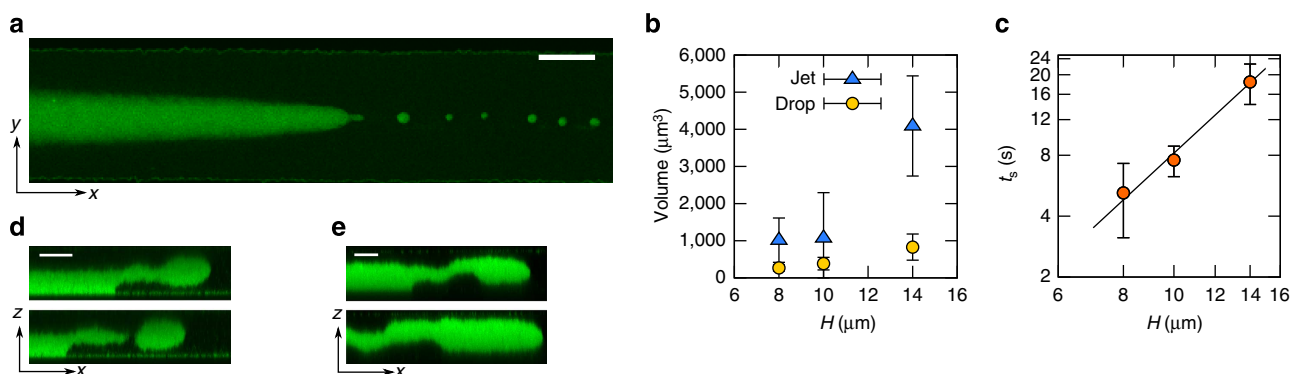 a
y
x
b
6,000
5,000
4,000
3,000
2,000
1,000
0
Volume (μm³)
Jet
Drop
6 8 10 12 14 16
H (μm)
c
24
20
16
12
8
4
2
tₛ (s)
6 8 10 12 14 16
H (μm)
d
z
x
e
z
x